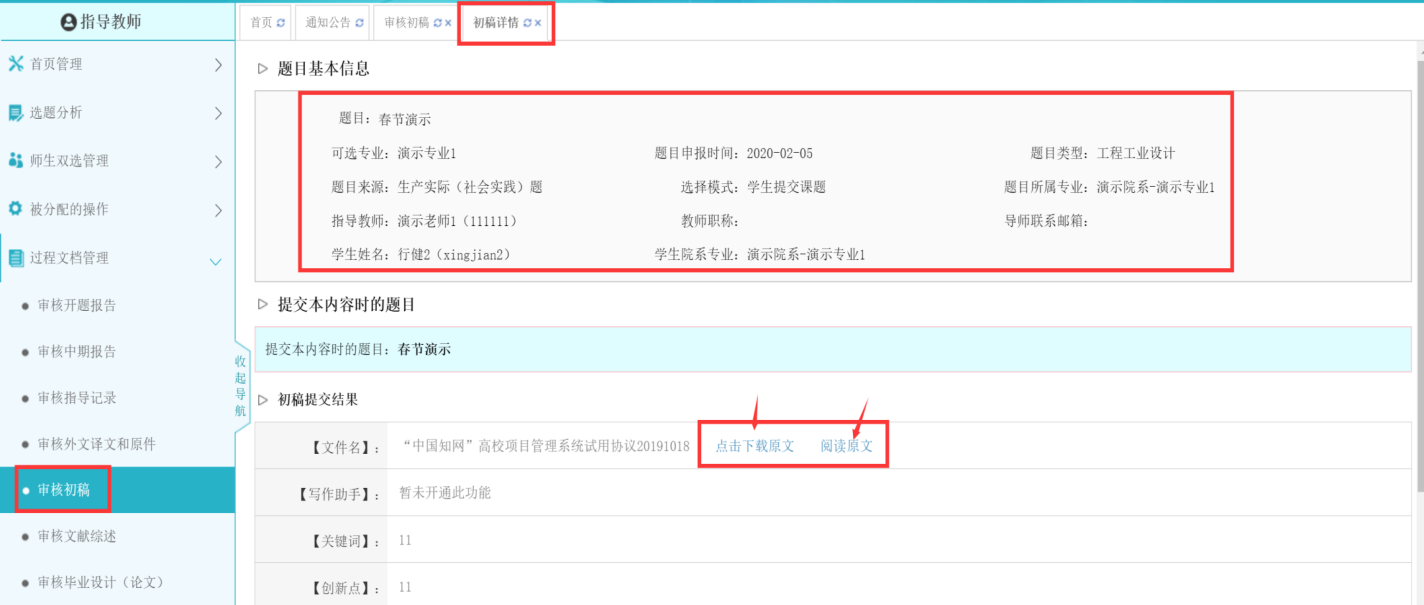 指导教师
首页 通知公告 审核初稿 × 初稿详情 ×
首页管理
选题分析
师生双选管理
被分配的操作
过程文档管理
审核开题报告
审核中期报告
审核指导记录
审核外文译文和原件
审核初稿
审核文献综述
审核毕业设计（论文）
收起导航
题目基本信息
题目：春节演示
可选专业：演示专业1 题目申报时间：2020-02-05 题目类型：工程工业设计
题目来源：生产实际（社会实践）题 选择模式：学生提交课题 题目所属专业：演示院系-演示专业1
指导教师：演示老师1（111111） 教师职称： 导师联系邮箱：
学生姓名：行健2（xingjian2） 学生院系专业：演示院系-演示专业1
提交本内容时的题目
提交本内容时的题目：春节演示
初稿提交结果
【文件名】： “中国知网”高校项目管理系统试用协议20191018 点击下载原文 阅读原文
【写作助手】： 暂未开通此功能
【关键词】： 11
【创新点】： 11